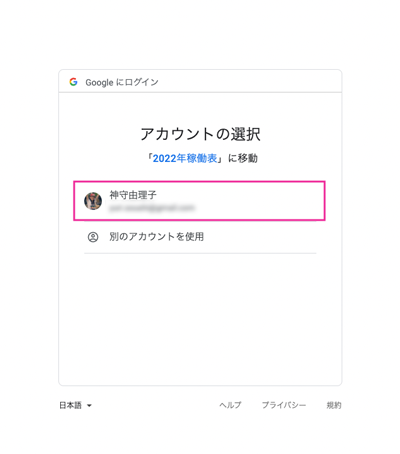 Google にログイン
アカウントの選択
「2022年稼働表」に移動
神守由理子
別のアカウントを使用
日本語
ヘルプ
プライバシー
規約